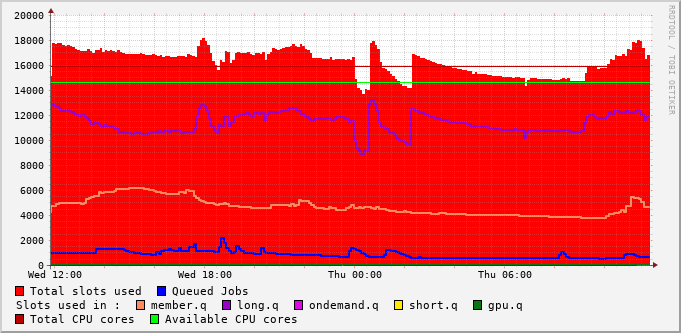 20000
18000
16000
14000
12000
10000
8000
6000
4000
2000
0
Wed 12:00 Wed 18:00 Thu 00:00 Thu 06:00
RRDTOOL / TOBI OETIKER
Total slots used Queued Jobs
Slots used in : member.q long.q ondemand.q short.q gpu.q
Total CPU cores Available CPU cores